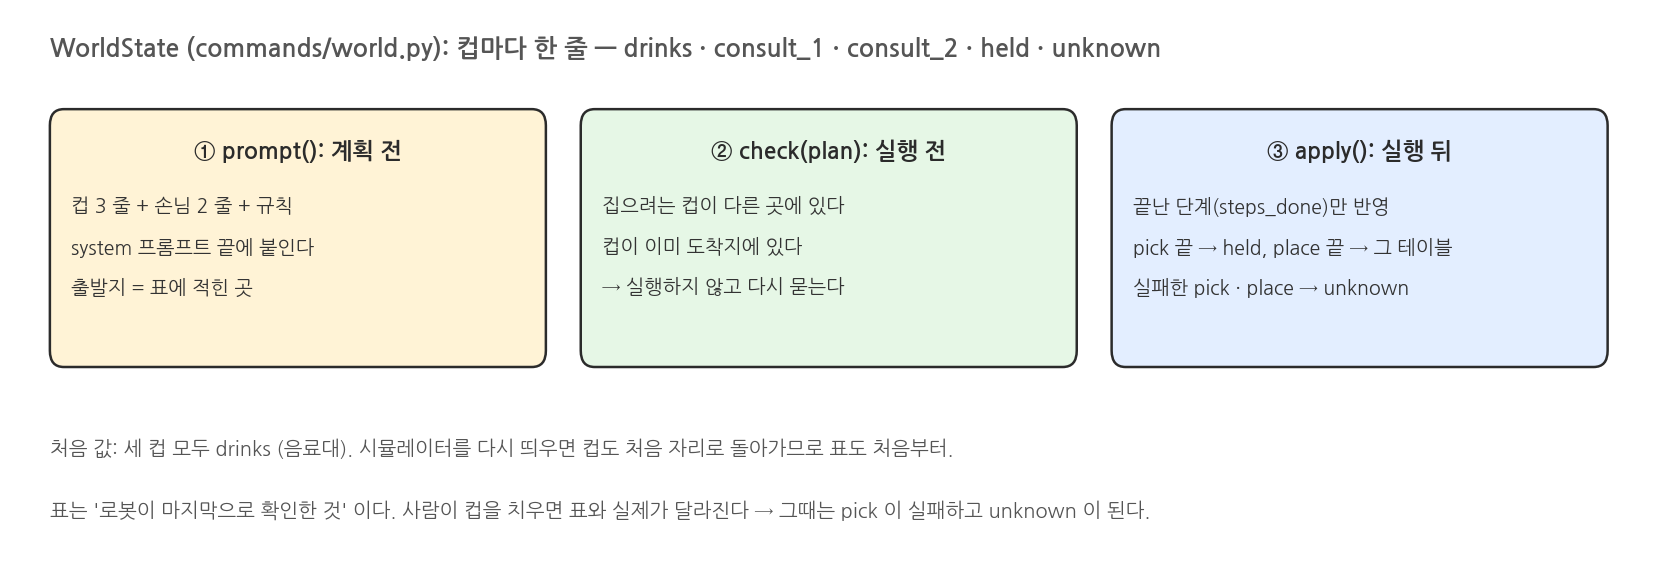 WorldState (commands/world.py): 컵마다 한 줄 — drinks · consult_1 · consult_2 · held · unknown
① prompt(): 계획 전
컵 3 줄 + 손님 2 줄 + 규칙
system 프롬프트 끝에 붙인다
출발지 = 표에 적힌 곳
② check(plan): 실행 전
집으려는 컵이 다른 곳에 있다
컵이 이미 도착지에 있다
→ 실행하지 않고 다시 묻는다
③ apply(): 실행 뒤
끝난 단계(steps_done)만 반영
pick 끝 → held, place 끝 → 그 테이블
실패한 pick · place → unknown
처음 값: 세 컵 모두 drinks (음료대). 시뮬레이터를 다시 띄우면 컵도 처음 자리로 돌아가므로 표도 처음부터.
표는 '로봇이 마지막으로 확인한 것' 이다. 사람이 컵을 치우면 표와 실제가 달라진다 → 그때는 pick 이 실패하고 unknown 이 된다.